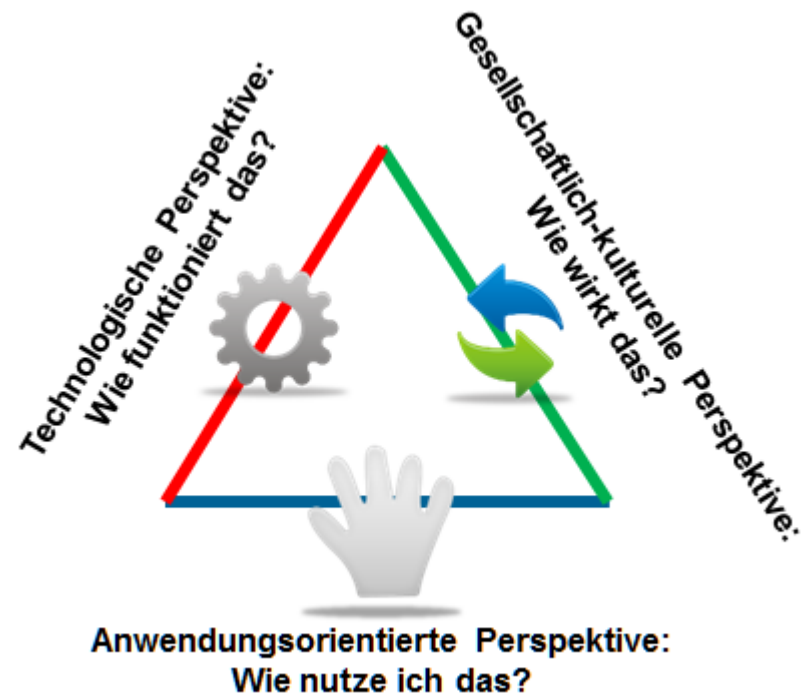 Technologische Perspektive:
Wie funktioniert das?
Gesellschaftlich-kulturelle Perspektive:
Wie wirkt das?
Anwendungsorientierte Perspektive:
Wie nutze ich das?